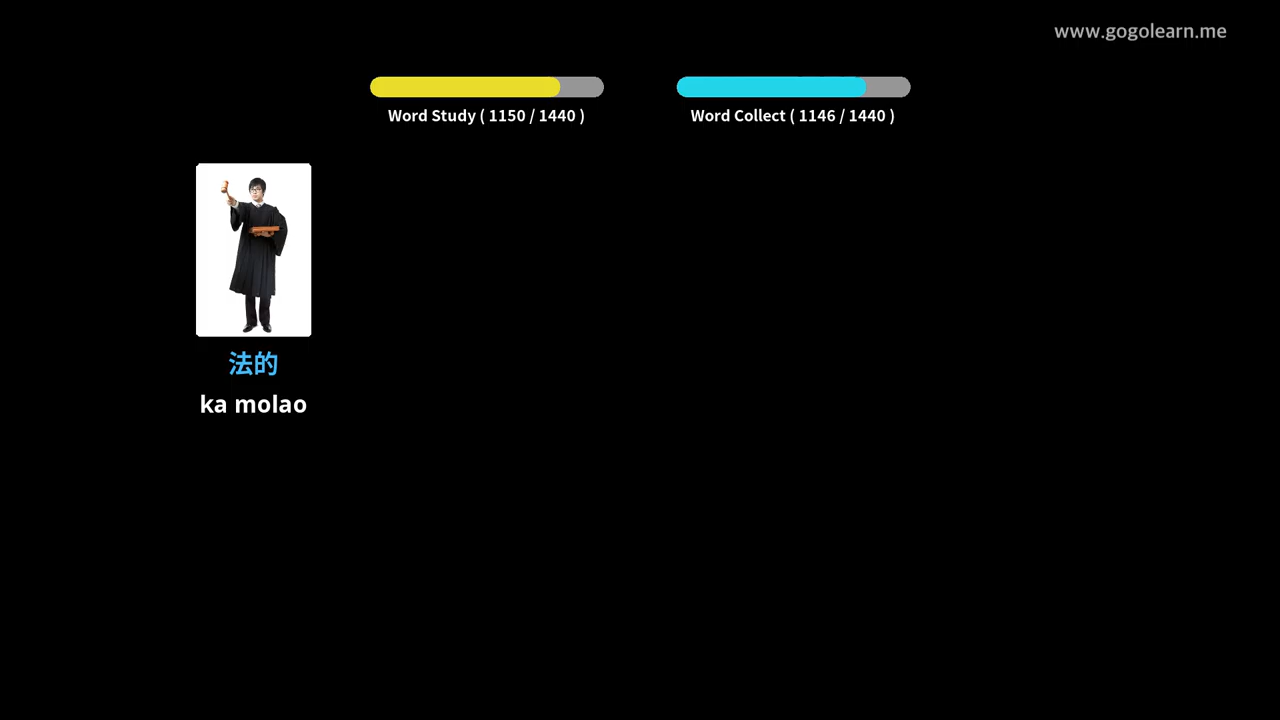 www.gogolearn.me
Word Study ( 1150 / 1440 )
Word Collect ( 1146 / 1440 )
法的
ka molao